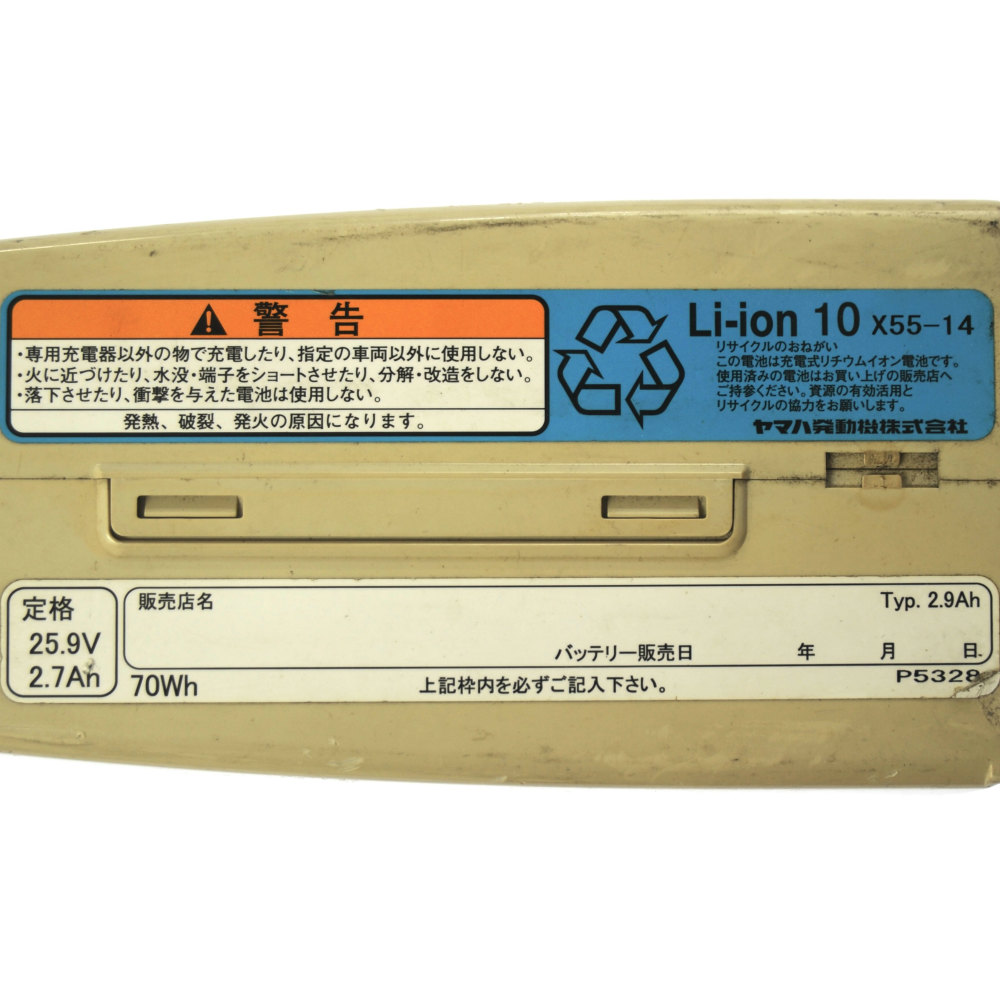 警告
・専用充電器以外の物で充電したり、指定の車両以外に使用しない。
・火に近づけたり、水没・端子をショートさせたり、分解・改造をしない。
・落下させたり、衝撃を与えた電池は使用しない。
発熱、破裂、発火の原因になります。
Li-ion 10 X55-14
リサイクルのおねがい
この電池は充電式リチウムイオン電池です。
使用済みの電池はお買い上げの販売店へ
ご持参ください。資源の有効活用と
リサイクルの協力をお願いします。
ヤマハ発動機株式会社
定格
25.9V
2.7Ah
販売店名
Typ. 2.9Ah
バッテリー販売日 年 月 日
70Wh
上記枠内を必ずご記入下さい。
P5328